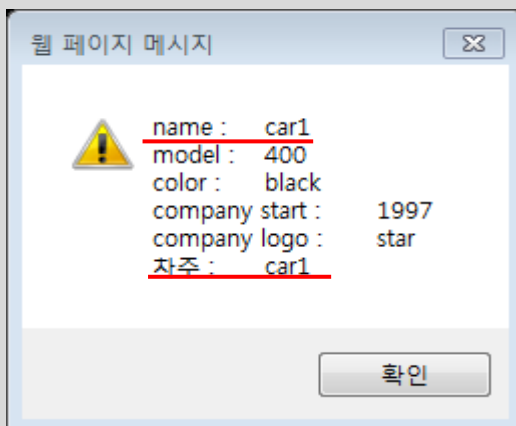 웹 페이지 메시지
name : car1
model : 400
color : black
company start : 1997
company logo : star
차주 : car1
확인